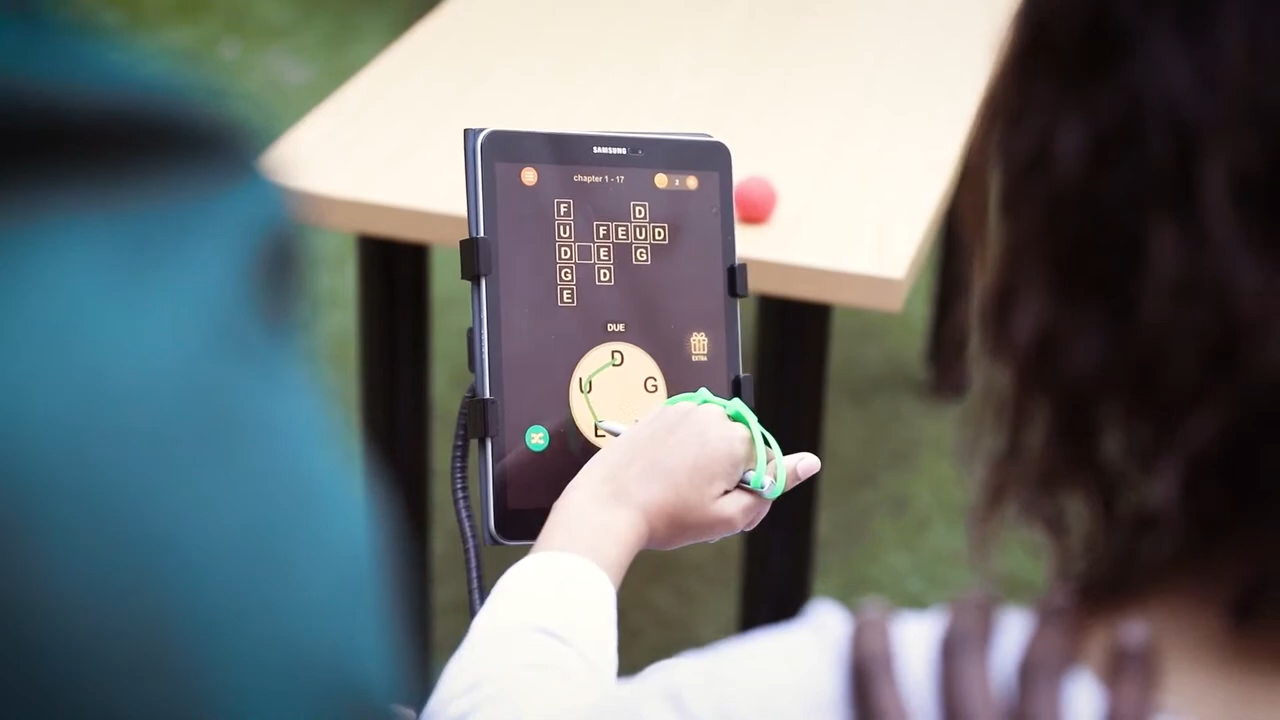 SAMSUNG
chapter 1 - 17 2
F D
U F E U D
D E G
G D
E
DUE
EXTRA
D
U G
E